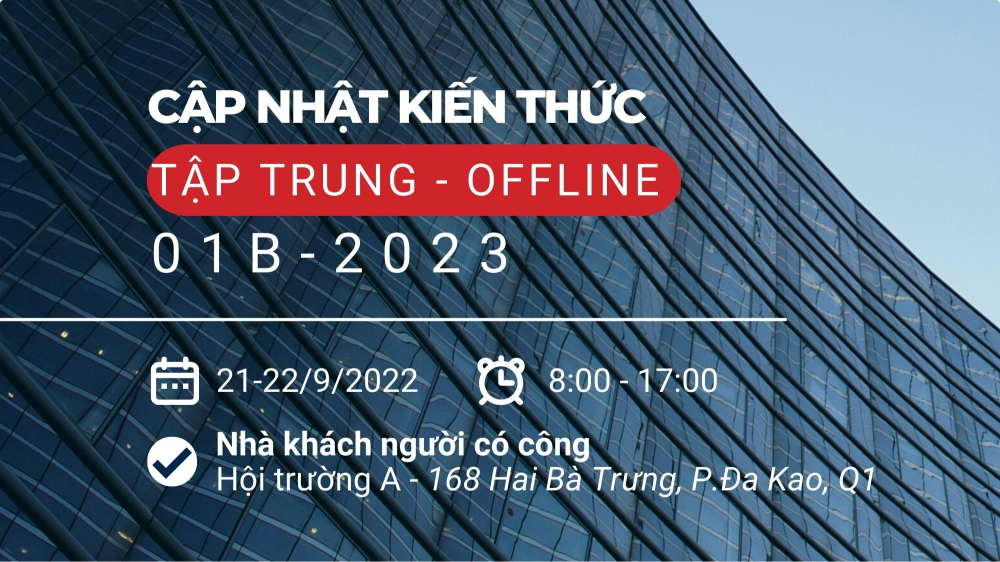 CẬP NHẬT KIẾN THỨC
TẬP TRUNG - OFFLINE
01B-2023
21-22/9/2022
8:00 - 17:00
Nhà khách người có công
Hội trường A - 168 Hai Bà Trưng, P.Đa Kao, Q1